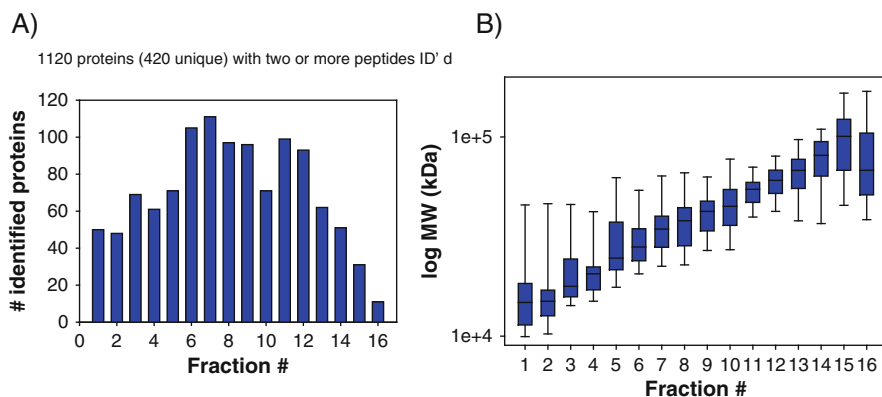 A)
1120 proteins (420 unique) with two or more peptides ID' d
# identified proteins
120
100
80
60
40
20
0
0 2 4 6 8 10 12 14 16
Fraction #
B)
log MW (kDa)
1e+5
1e+4
1 2 3 4 5 6 7 8 9 10 11 12 13 14 15 16
Fraction #